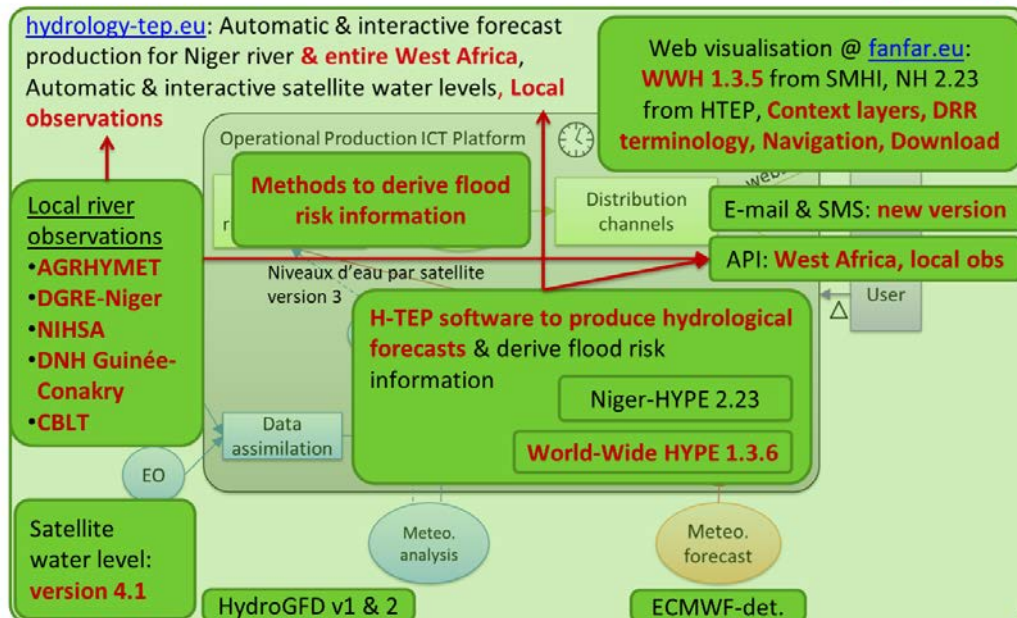 hydrology-tep.eu: Automatic & interactive forecast
production for Niger river & entire West Africa,
Automatic & interactive satellite water levels, Local
observations
Web visualisation @ fanfar.eu:
WWH 1.3.5 from SMHI, NH 2.23
from HTEP, Context layers, DRR
terminology, Navigation, Download
Operational Production ICT Platform
Methods to derive flood
risk information
Distribution
channels
Local river
observations
•AGRHYMET
•DGRE-Niger
•NIHSA
•DNH Guinée-
Conakry
•CBLT
E-mail & SMS: new version
API: West Africa, local obs
Niveaux d'eau par satellite
version 3
User
Δ
H-TEP software to produce hydrological
forecasts & derive flood risk
information
Niger-HYPE 2.23
World-Wide HYPE 1.3.6
Data
assimilation
EO
Satellite
water level:
version 4.1
Meteo.
analysis
Meteo.
forecast
HydroGFD v1 & 2
ECMWF-det.